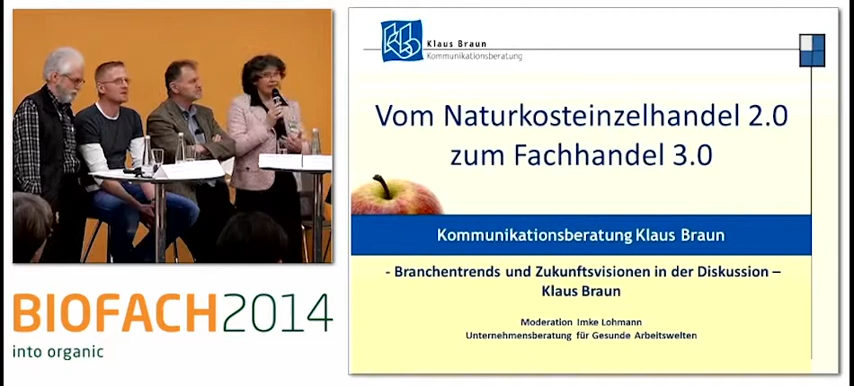 BIOFACH2014
into organic
Klaus Braun
Kommunikationsberatung
Vom Naturkosteinzelhandel 2.0
zum Fachhandel 3.0
Kommunikationsberatung Klaus Braun
- Branchentrends und Zukunftsvisionen in der Diskussion –
Klaus Braun
Moderation Imke Lohmann
Unternehmensberatung für Gesunde Arbeitswelten